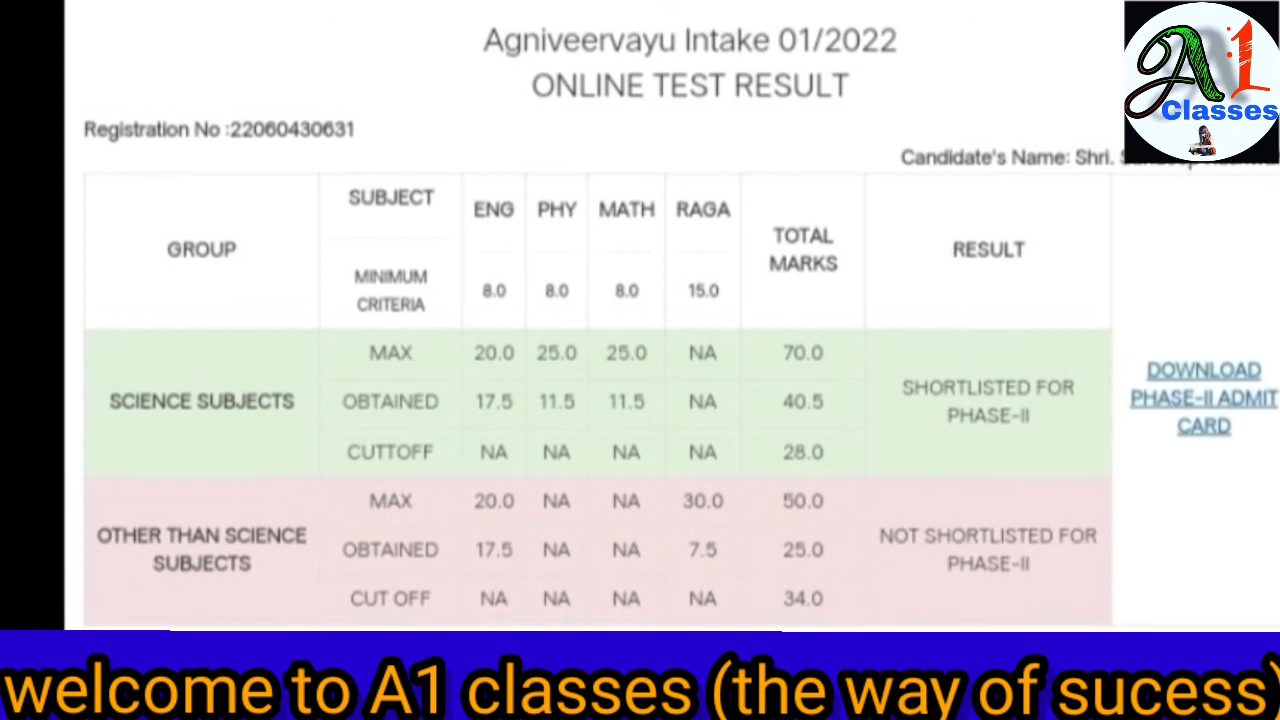 Agniveervayu Intake 01/2022
ONLINE TEST RESULT
A1
Classes
Registration No :22060430631
Candidate's Name: Shri.
GROUP SUBJECT ENG PHY MATH RAGA TOTAL MARKS RESULT
MINIMUM CRITERIA 8.0 8.0 8.0 15.0
SCIENCE SUBJECTS MAX 20.0 25.0 25.0 NA 70.0 SHORTLISTED FOR PHASE-II
OBTAINED 17.5 11.5 11.5 NA 40.5
CUTTOFF NA NA NA NA 28.0
DOWNLOAD
PHASE-II ADMIT
CARD
OTHER THAN SCIENCE SUBJECTS MAX 20.0 NA NA 30.0 50.0 NOT SHORTLISTED FOR PHASE-II
OBTAINED 17.5 NA NA 7.5 25.0
CUT OFF NA NA NA NA 34.0
welcome to A1 classes (the way of sucess)